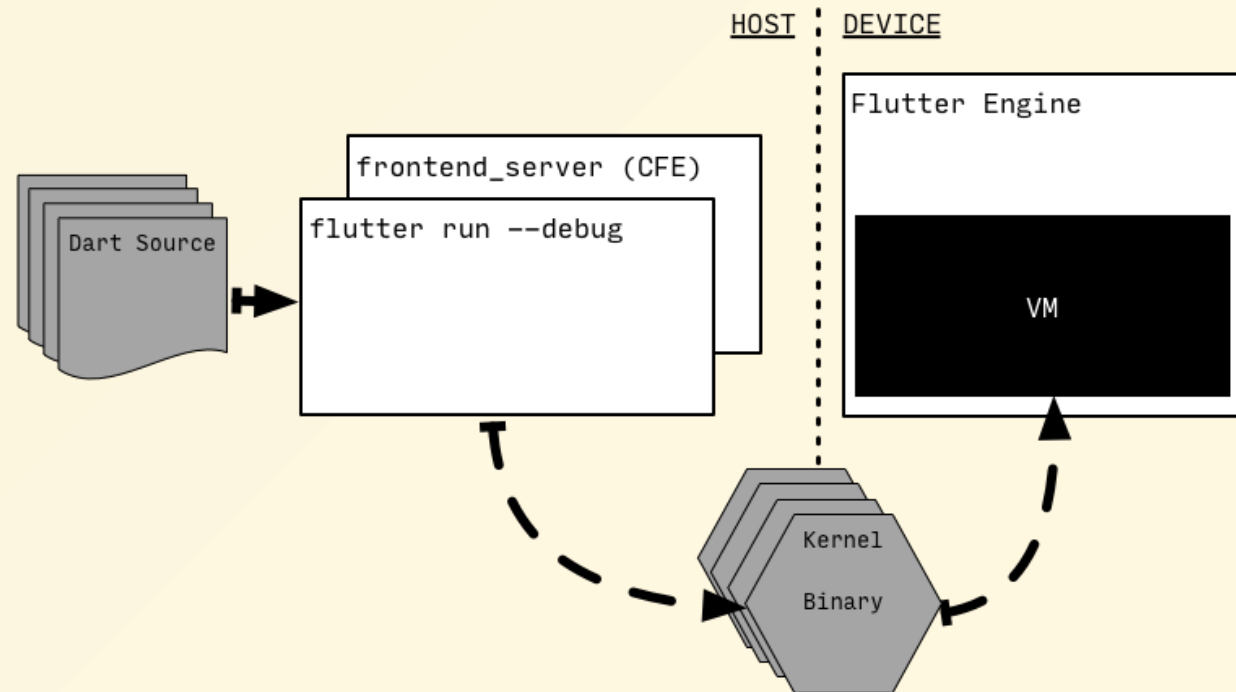 HOST
DEVICE
Flutter Engine
frontend_server (CFE)
flutter run --debug
Dart Source
VM
Kernel
Binary